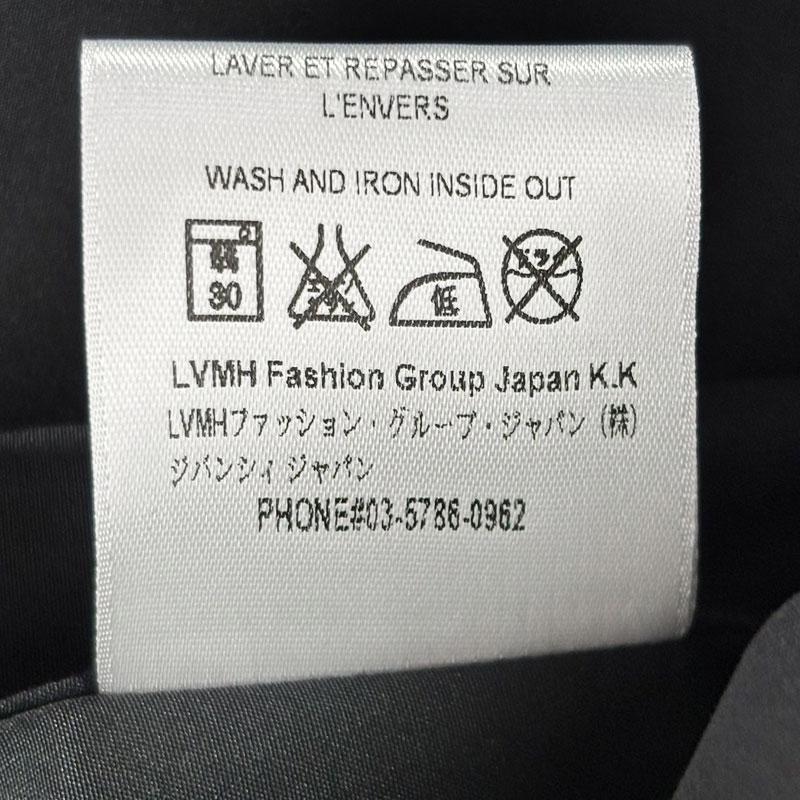 LAVER ET REPASSER SUR
L'ENVERS
WASH AND IRON INSIDE OUT
弱
30
エンソ
低
ドライ
LVMH Fashion Group Japan K.K
LVMHファッション・グループ・ジャパン（株）
ジバンシィ ジャパン
PHONE#03-5786-0962